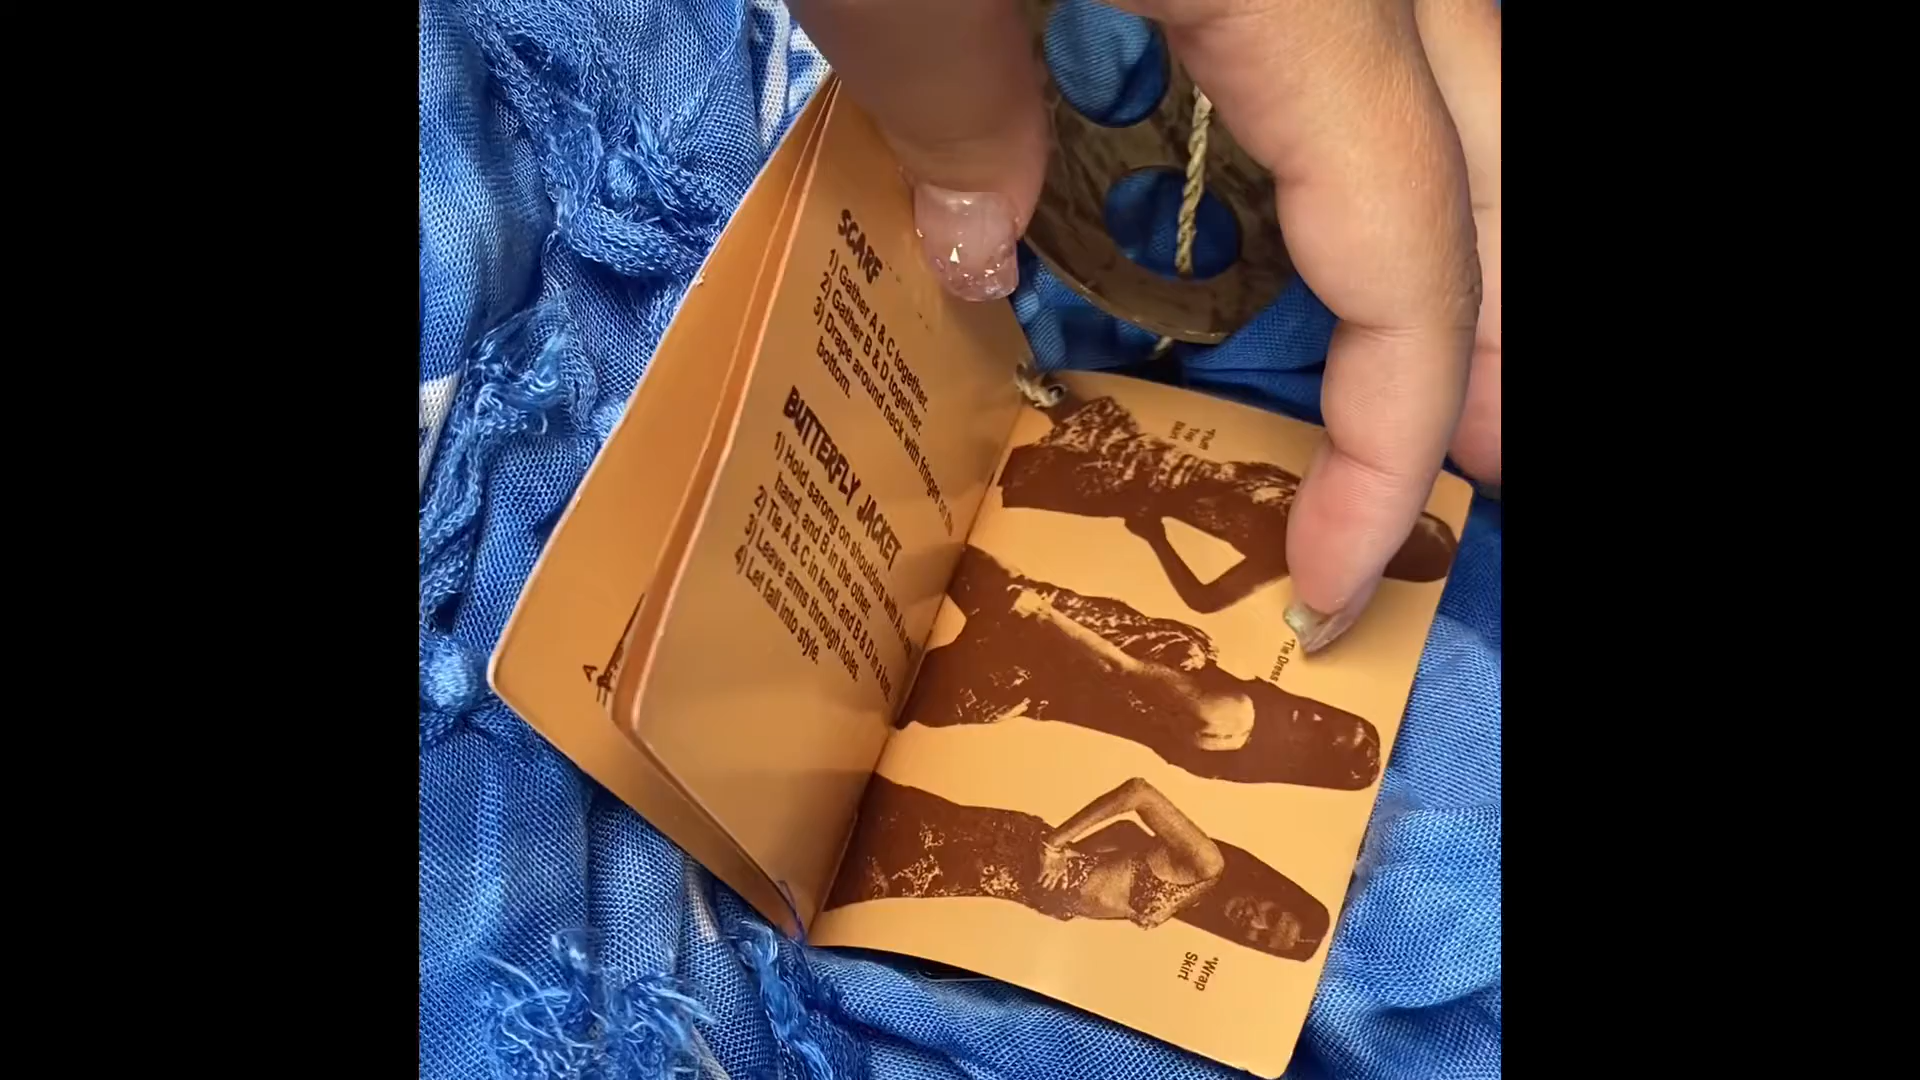 SCARF
1) Gather A & C together.
2) Gather B & D together.
3) Drape around neck with fringes on the
bottom.
BUTTERFLY JACKET
1) Hold sarong on shoulders with A in one
hand, and B in the other.
2) Tie A & C in knot, and B & D in a knot.
3) Leave arms through holes.
4) Let fall into style.
A
Top
Skirt
"Tie Dress
"Wrap
Skirt